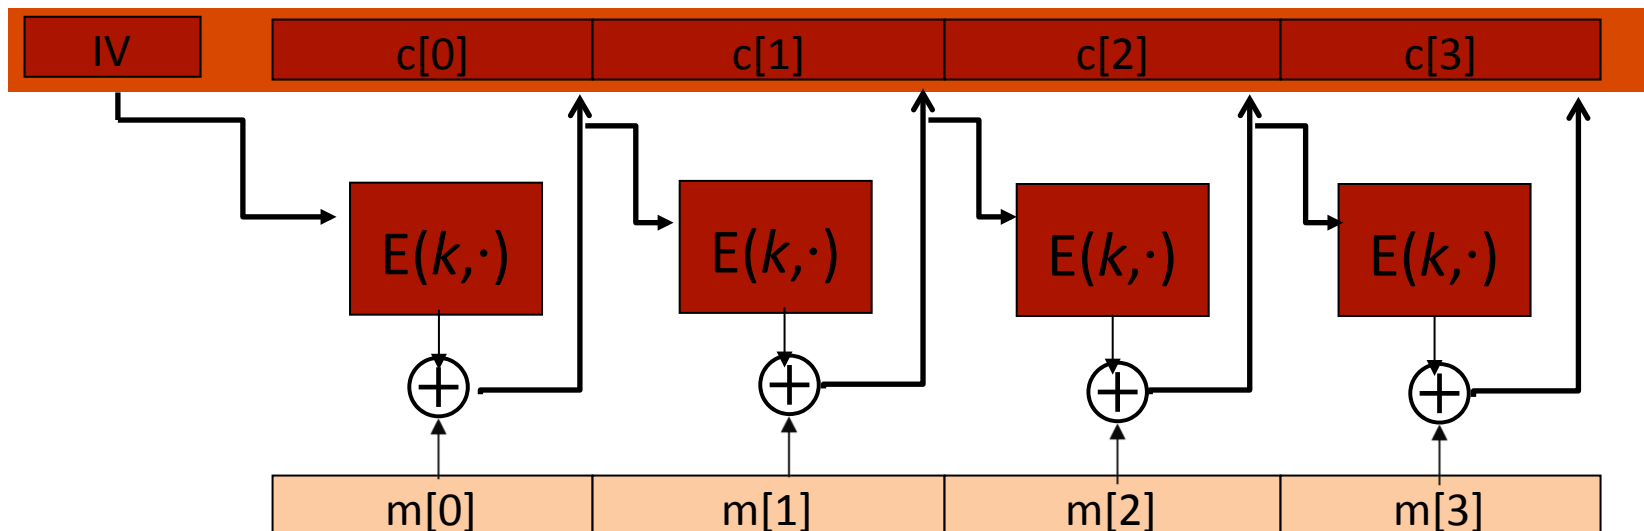 IV c[0] c[1] c[2] c[3]
E(k,·) E(k,·) E(k,·) E(k,·)
m[0] m[1] m[2] m[3]